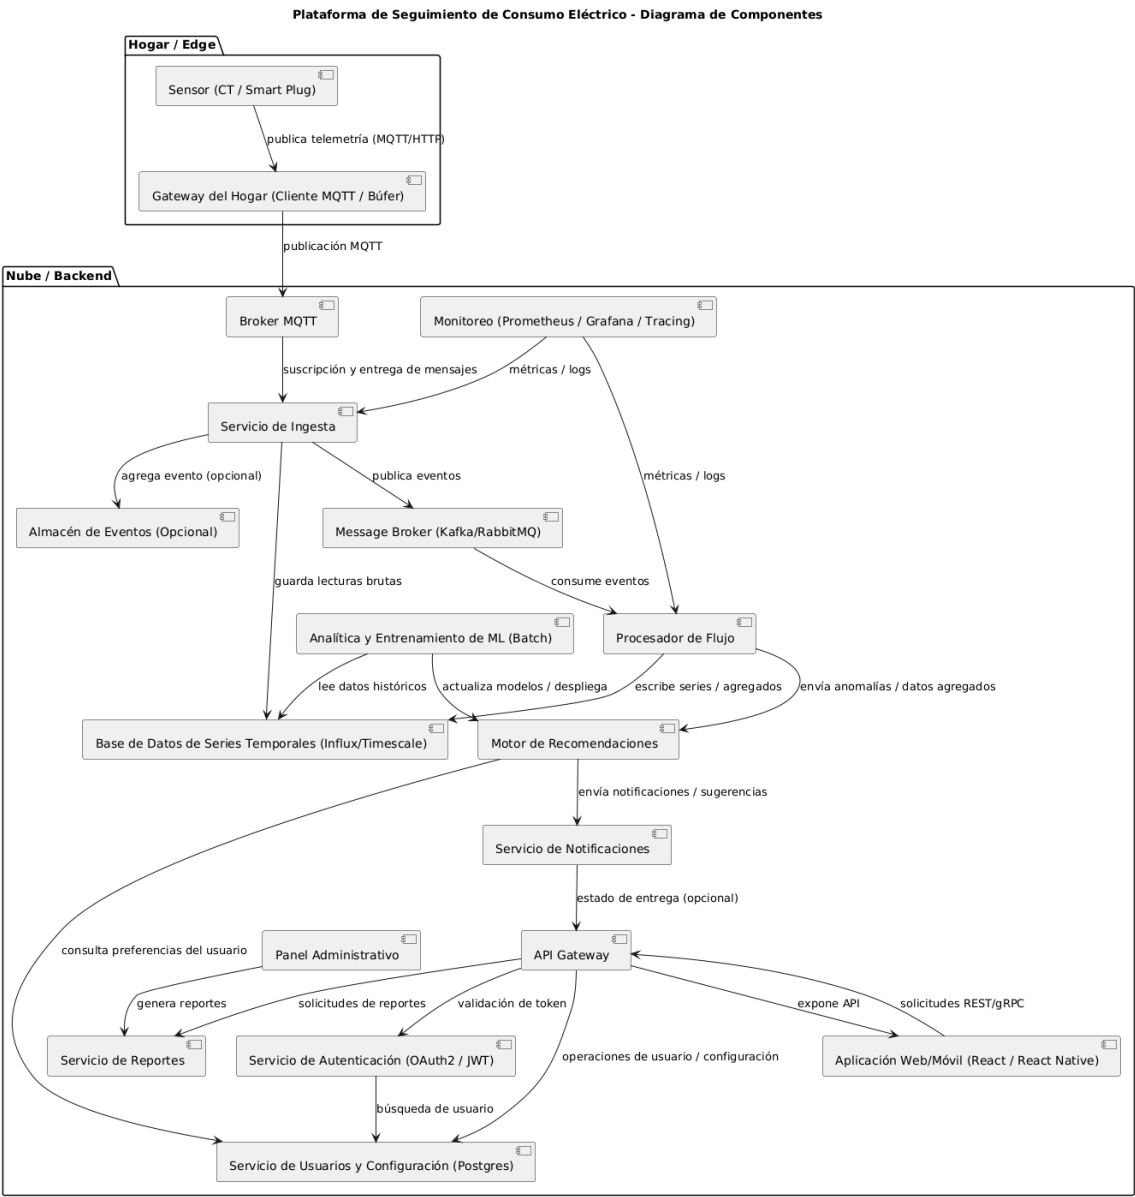 Plataforma de Seguimiento de Consumo Eléctrico - Diagrama de Componentes
Hogar / Edge
Sensor (CT / Smart Plug)
publica telemetría (MQTT/HTTP)
Gateway del Hogar (Cliente MQTT / Búfer)
publicación MQTT
Nube / Backend
Broker MQTT
Monitoreo (Prometheus / Grafana / Tracing)
suscripción y entrega de mensajes
métricas / logs
Servicio de Ingesta
agrega evento (opcional)
publica eventos
métricas / logs
Almacén de Eventos (Opcional)
Message Broker (Kafka/RabbitMQ)
guarda lecturas brutas
consume eventos
Analítica y Entrenamiento de ML (Batch)
Procesador de Flujo
lee datos históricos
actualiza modelos / despliega
escribe series / agregados
envía anomalías / datos agregados
Base de Datos de Series Temporales (Influx/Timescale)
Motor de Recomendaciones
envía notificaciones / sugerencias
Servicio de Notificaciones
estado de entrega (opcional)
consulta preferencias del usuario
Panel Administrativo
API Gateway
genera reportes
solicitudes de reportes
validación de token
expone API
solicitudes REST/gRPC
Servicio de Reportes
Servicio de Autenticación (OAuth2 / JWT)
operaciones de usuario / configuración
Aplicación Web/Móvil (React / React Native)
búsqueda de usuario
Servicio de Usuarios y Configuración (Postgres)